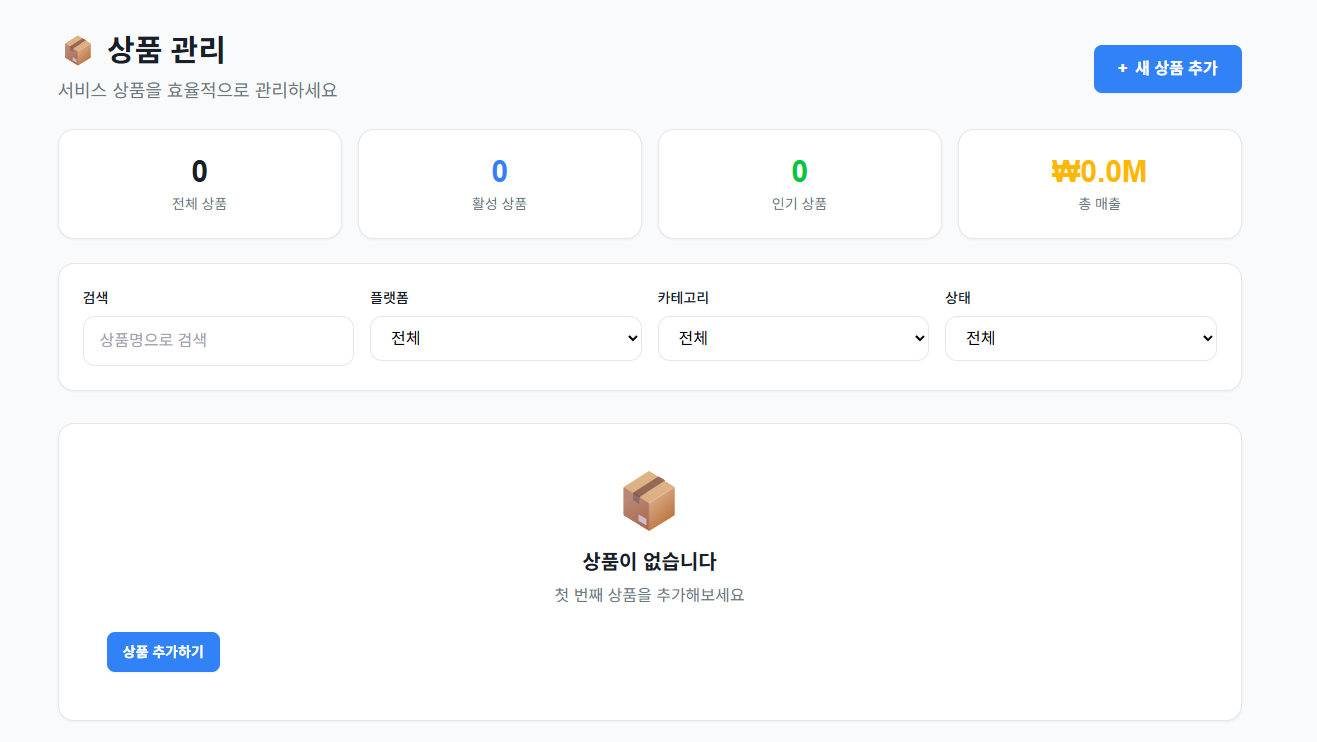 상품 관리
서비스 상품을 효율적으로 관리하세요
+ 새 상품 추가
0
전체 상품
0
활성 상품
0
인기 상품
₩0.0M
총 매출
검색
상품명으로 검색
플랫폼
전체
카테고리
전체
상태
전체
상품이 없습니다
첫 번째 상품을 추가해보세요
상품 추가하기